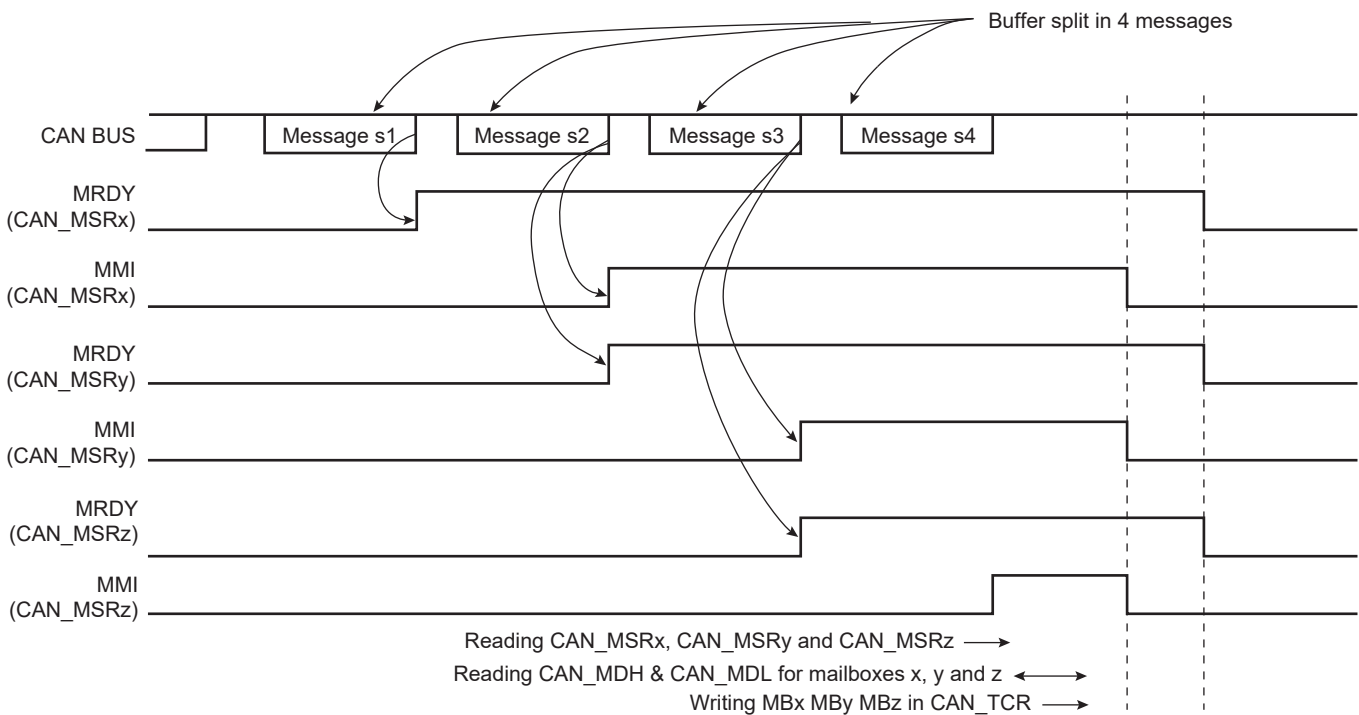 Buffer split in 4 messages
CAN BUS
Message s1
Message s2
Message s3
Message s4
MRDY
(CAN_MSRx)
MMI
(CAN_MSRx)
MRDY
(CAN_MSRy)
MMI
(CAN_MSRy)
MRDY
(CAN_MSRz)
MMI
(CAN_MSRz)
Reading CAN_MSRx, CAN_MSRy and CAN_MSRz
Reading CAN_MDH & CAN_MDL for mailboxes x, y and z
Writing MBx MBy MBz in CAN_TCR